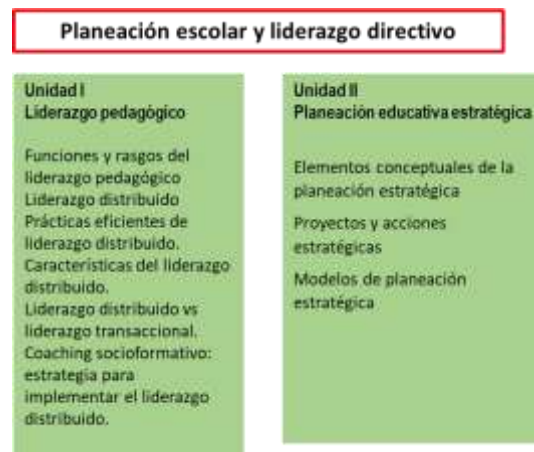 Planeación escolar y liderazgo directivo
Unidad I
Liderazgo pedagógico
Funciones y rasgos del
liderazgo pedagógico
Liderazgo distribuido
Prácticas eficientes de
liderazgo distribuido.
Características del liderazgo
distribuido.
Liderazgo distribuido vs
liderazgo transaccional.
Coaching socioformativo:
estrategia para
implementar el liderazgo
distribuido.
Unidad II
Planeación educativa estratégica
Elementos conceptuales de la
planeación estratégica
Proyectos y acciones
estratégicas
Modelos de planeación
estratégica